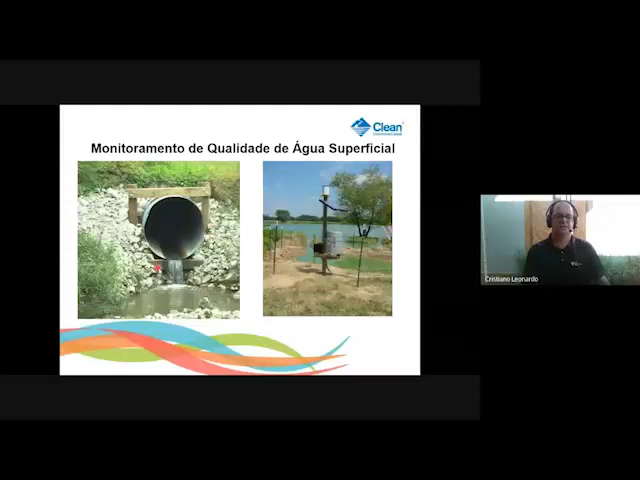 Clean
Monitoramento de Qualidade de Água Superficial
Cristiano Leonardo